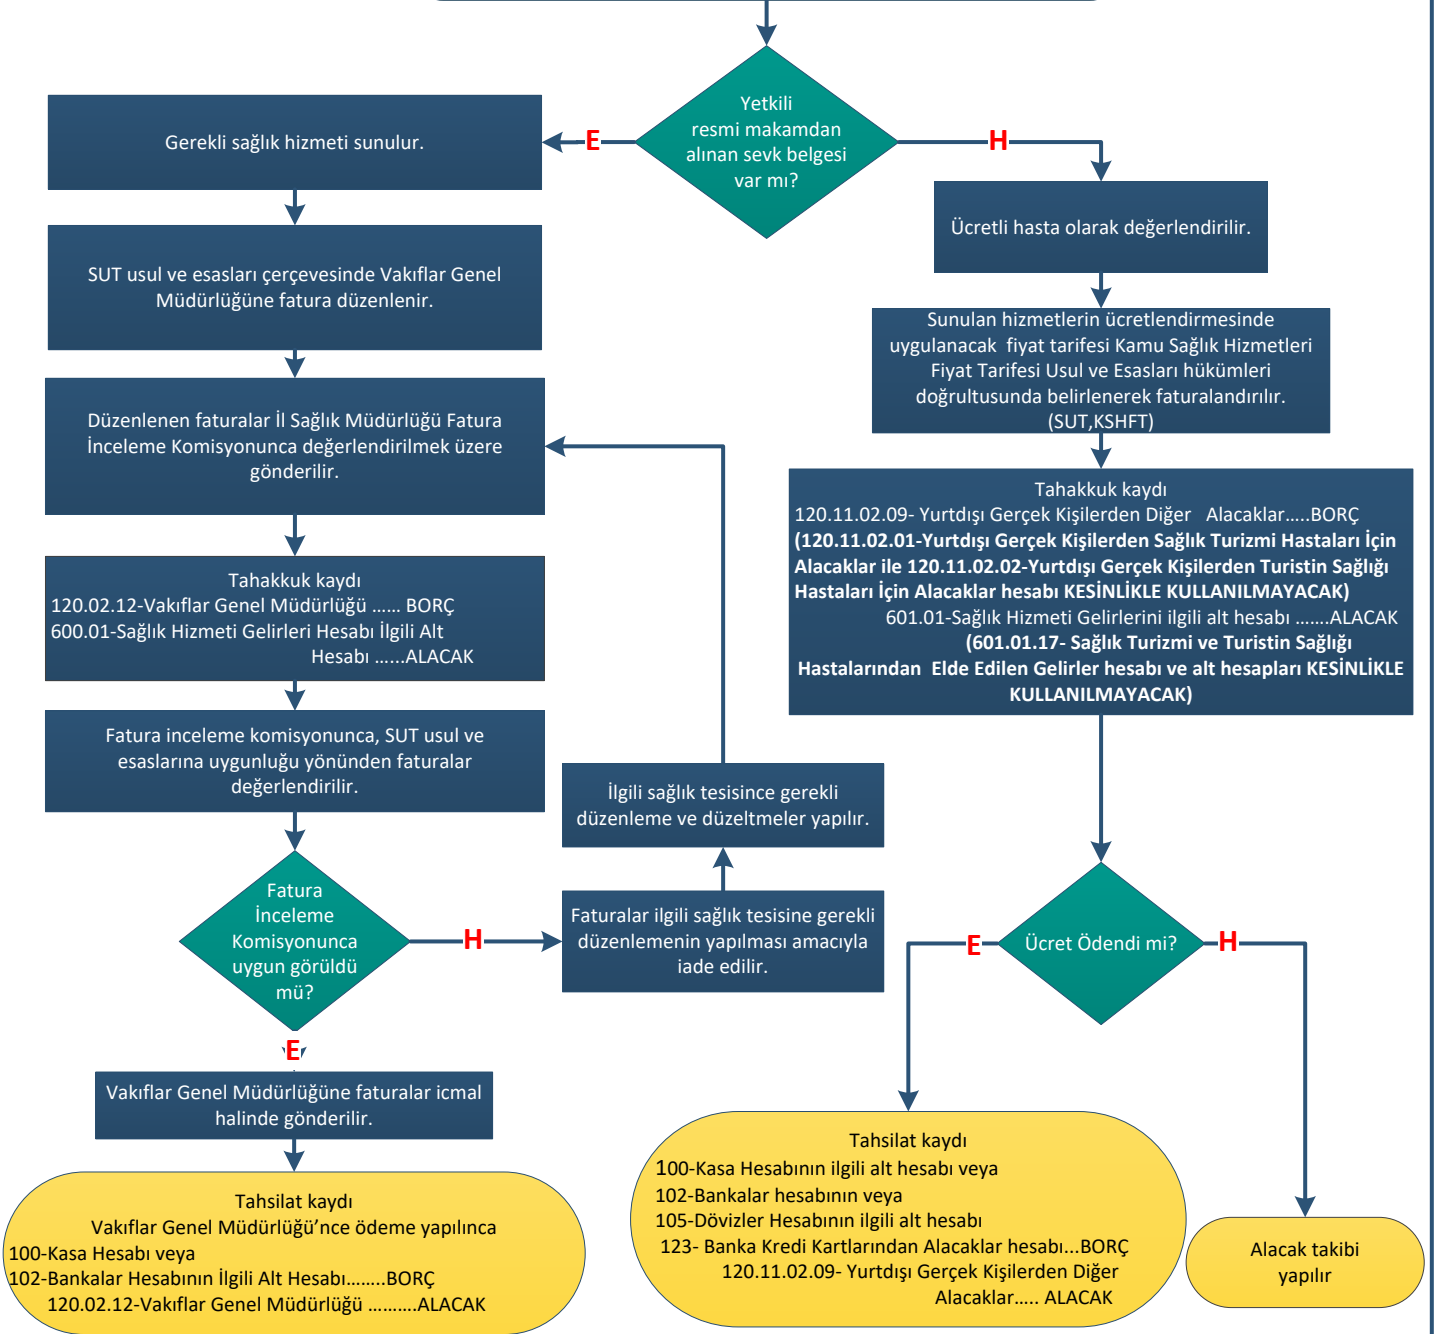 Yetkili
resmi makamdan
alınan sevk belgesi
var mı?
E
H
Gerekli sağlık hizmeti sunulur.
SUT usul ve esasları çerçevesinde Vakıflar Genel
Müdürlüğüne fatura düzenlenir.
Düzenlenen faturalar İl Sağlık Müdürlüğü Fatura
İnceleme Komisyonunca değerlendirilmek üzere
gönderilir.
Tahakkuk kaydı
120.02.12-Vakıflar Genel Müdürlüğü …... BORÇ
600.01-Sağlık Hizmeti Gelirleri Hesabı İlgili Alt
Hesabı …...ALACAK
Fatura inceleme komisyonunca, SUT usul ve
esaslarına uygunluğu yönünden faturalar
değerlendirilir.
Fatura
İnceleme
Komisyonunca
uygun görüldü
mü?
H
Faturalar ilgili sağlık tesisine gerekli
düzenlemenin yapılması amacıyla
iade edilir.
İlgili sağlık tesisince gerekli
düzenleme ve düzeltmeler yapılır.
E
Vakıflar Genel Müdürlüğüne faturalar icmal
halinde gönderilir.
Tahsilat kaydı
Vakıflar Genel Müdürlüğü’nce ödeme yapılınca
100-Kasa Hesabı veya
102-Bankalar Hesabının İlgili Alt Hesabı……..BORÇ
120.02.12-Vakıflar Genel Müdürlüğü ……….ALACAK
Ücretli hasta olarak değerlendirilir.
Sunulan hizmetlerin ücretlendirmesinde
uygulanacak fiyat tarifesi Kamu Sağlık Hizmetleri
Fiyat Tarifesi Usul ve Esasları hükümleri
doğrultusunda belirlenerek faturalandırılır.
(SUT,KSHFT)
Tahakkuk kaydı
120.11.02.09- Yurtdışı Gerçek Kişilerden Diğer Alacaklar…..BORÇ
(120.11.02.01-Yurtdışı Gerçek Kişilerden Sağlık Turizmi Hastaları İçin
Alacaklar ile 120.11.02.02-Yurtdışı Gerçek Kişilerden Turistin Sağlığı
Hastaları İçin Alacaklar hesabı KESİNLİKLE KULLANILMAYACAK)
601.01-Sağlık Hizmeti Gelirlerini ilgili alt hesabı …….ALACAK
(601.01.17- Sağlık Turizmi ve Turistin Sağlığı
Hastalarından Elde Edilen Gelirler hesabı ve alt hesapları KESİNLİKLE
KULLANILMAYACAK)
Ücret Ödendi mi?
E
H
Tahsilat kaydı
100-Kasa Hesabının ilgili alt hesabı veya
102-Bankalar hesabının veya
105-Dövizler Hesabının ilgili alt hesabı
123- Banka Kredi Kartlarından Alacaklar hesabı...BORÇ
120.11.02.09- Yurtdışı Gerçek Kişilerden Diğer
Alacaklar….. ALACAK
Alacak takibi
yapılır